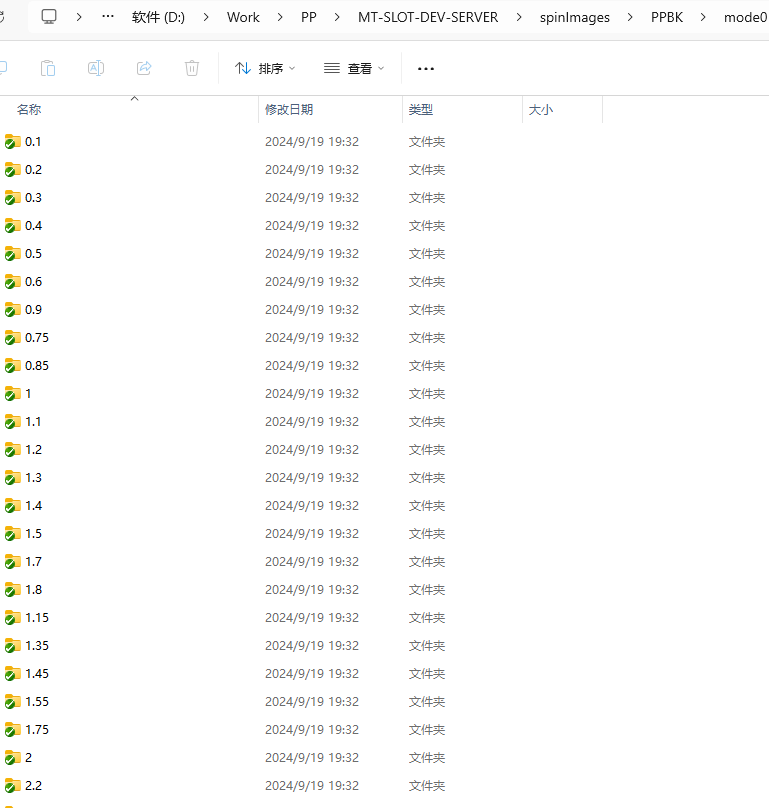 … 软件 (D:) Work PP MT-SLOT-DEV-SERVER spinImages PPBK mode0
排序 查看 ...
名称 修改日期 类型 大小
0.1 2024/9/19 19:32 文件夹
0.2 2024/9/19 19:32 文件夹
0.3 2024/9/19 19:32 文件夹
0.4 2024/9/19 19:32 文件夹
0.5 2024/9/19 19:32 文件夹
0.6 2024/9/19 19:32 文件夹
0.9 2024/9/19 19:32 文件夹
0.75 2024/9/19 19:32 文件夹
0.85 2024/9/19 19:32 文件夹
1 2024/9/19 19:32 文件夹
1.1 2024/9/19 19:32 文件夹
1.2 2024/9/19 19:32 文件夹
1.3 2024/9/19 19:32 文件夹
1.4 2024/9/19 19:32 文件夹
1.5 2024/9/19 19:32 文件夹
1.7 2024/9/19 19:32 文件夹
1.8 2024/9/19 19:32 文件夹
1.15 2024/9/19 19:32 文件夹
1.35 2024/9/19 19:32 文件夹
1.45 2024/9/19 19:32 文件夹
1.55 2024/9/19 19:32 文件夹
1.75 2024/9/19 19:32 文件夹
2 2024/9/19 19:32 文件夹
2.2 2024/9/19 19:32 文件夹